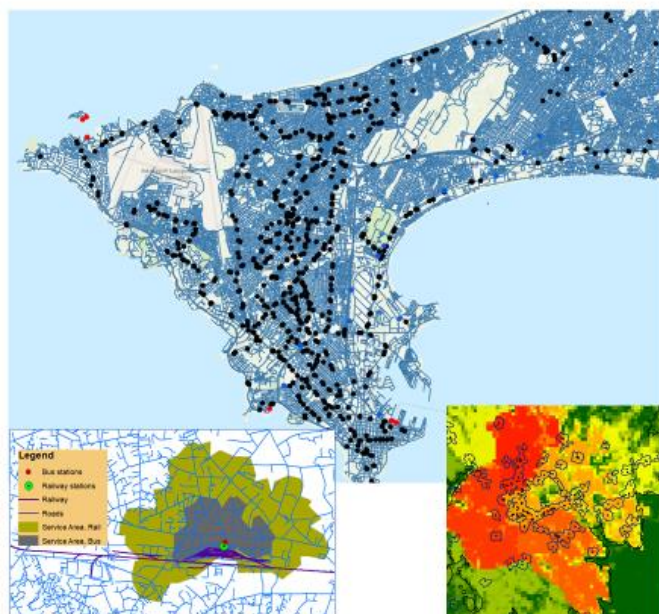 Legend
Bus stations
Railway stations
Railway
Roads
Service Area, Rail
Service Area, Bus